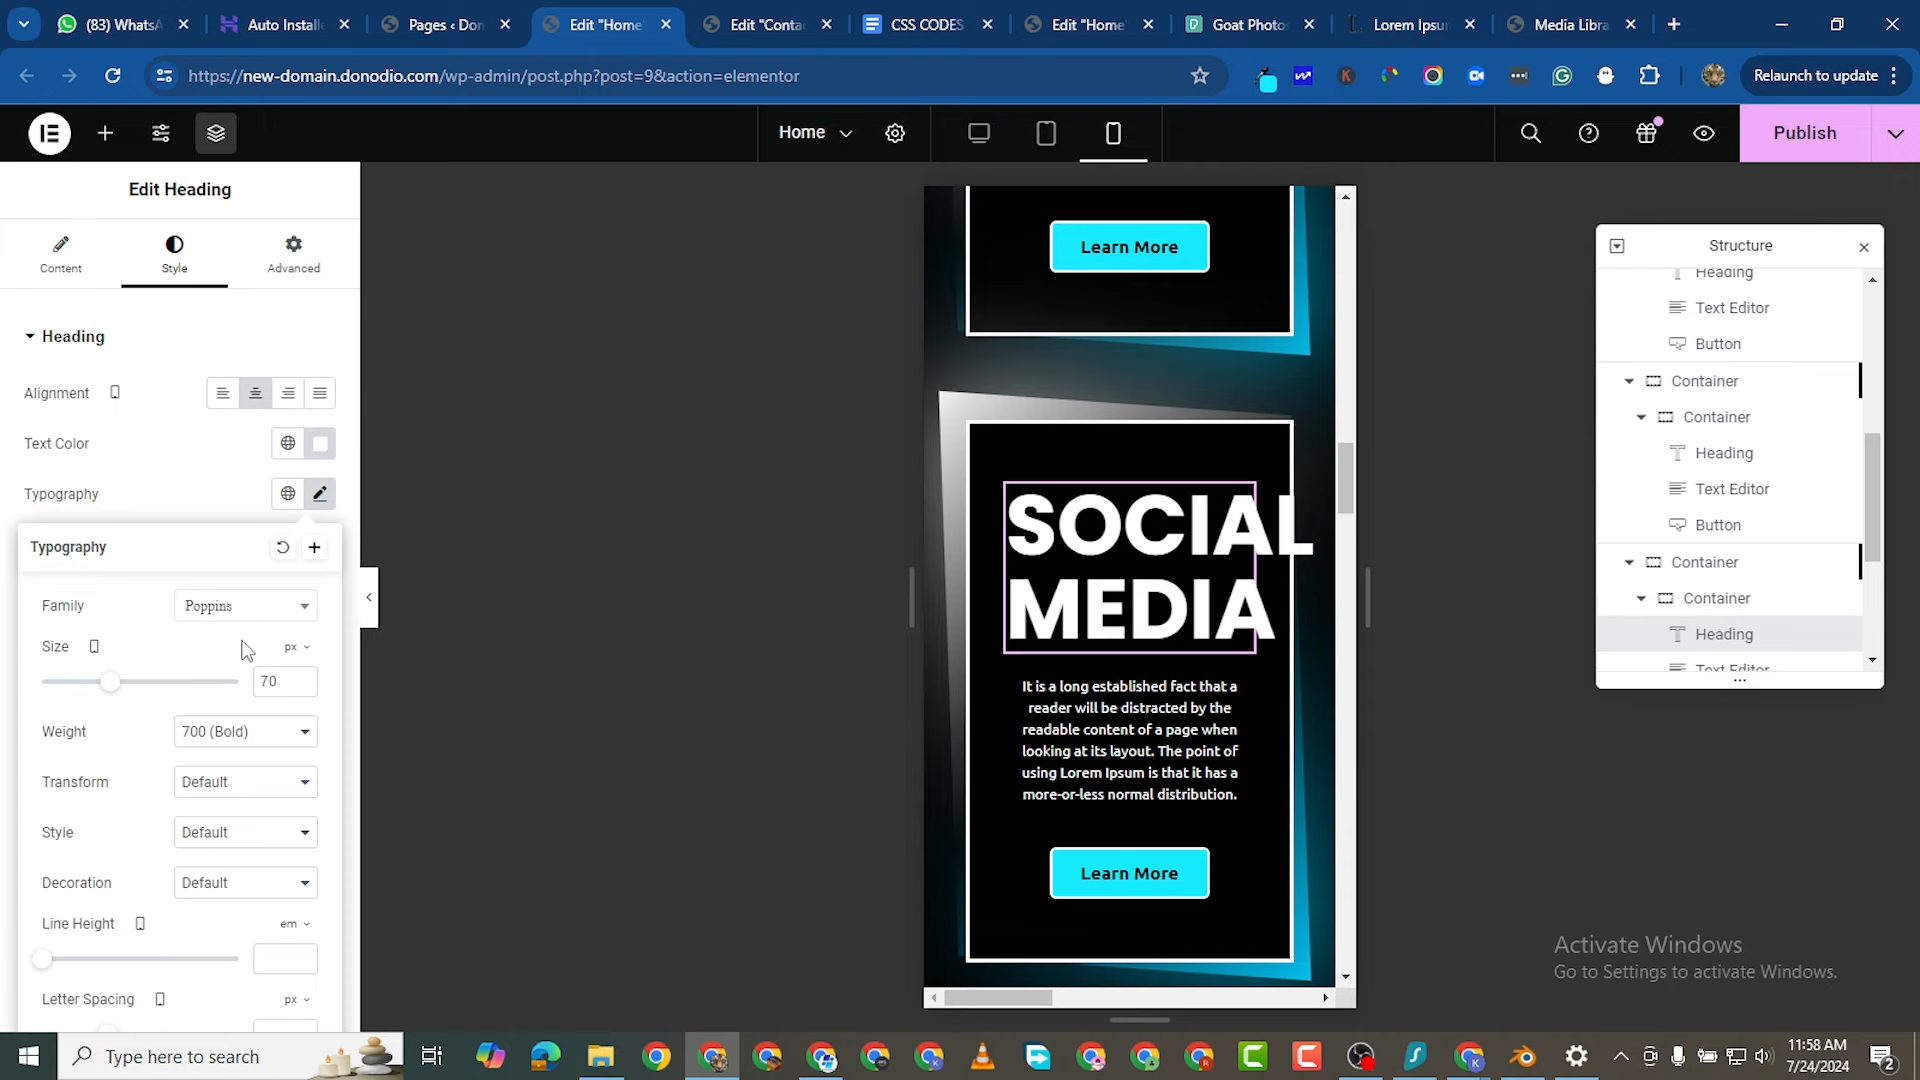 (83) WhatsA
Auto Installe
Pages ‹ Don
Edit "Home"
Edit "Contac
CSS CODES
Edit "Home"
Goat Photos
Lorem Ipsum
Media Libra
https://new-domain.donodio.com/wp-admin/post.php?post=9&action=elementor
Relaunch to update
Home
Publish
Edit Heading
Content
Style
Advanced
Heading
Alignment
Text Color
Typography
Typography
Family
Poppins
Size
px
70
Weight
700 (Bold)
Transform
Default
Style
Default
Decoration
Default
Line Height
em
Letter Spacing
px
Learn More
SOCIAL
MEDIA
It is a long established fact that a
reader will be distracted by the
readable content of a page when
looking at its layout. The point of
using Lorem Ipsum is that it has a
more-or-less normal distribution.
Learn More
Structure
Heading
Text Editor
Button
Container
Container
Heading
Text Editor
Button
Container
Container
Heading
Text Editor
Activate Windows
Go to Settings to activate Windows.
Type here to search
11:58 AM
7/24/2024
2